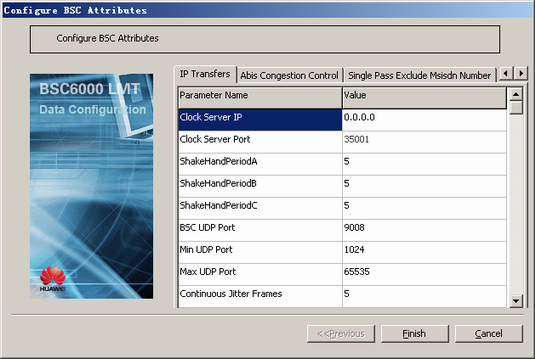 Configure BSC Attributes
Configure BSC Attributes
BSC6000 LMT
Data Configuration
HUAWEI
IP Transfers Abis Congestion Control Single Pass Exclude Msisdn Number
Parameter Name Value
Clock Server IP 0.0.0.0
Clock Server Port 35001
ShakeHandPeriodA 5
ShakeHandPeriodB 5
ShakeHandPeriodC 5
BSC UDP Port 9008
Min UDP Port 1024
Max UDP Port 65535
Continuous Jitter Frames 5
<<Previous Finish Cancel